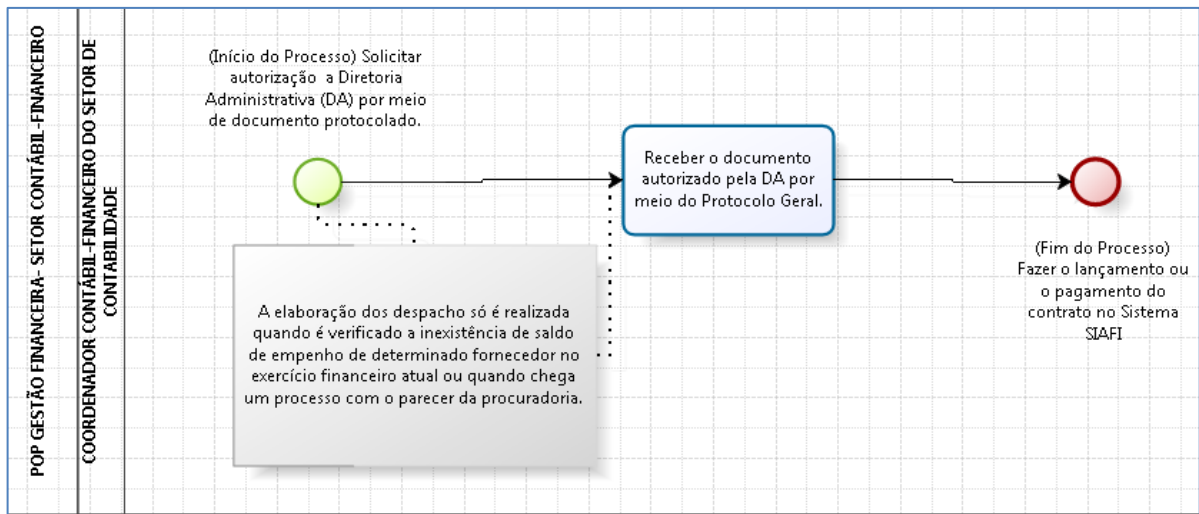 POP GESTÃO FINANCEIRA- SETOR CONTÁBIL-FINANCEIRO
COORDENADOR CONTÁBIL-FINANCEIRO DO SETOR DE
CONTABILIDADE
(Início do Processo) Solicitar
autorização a Diretoria
Administrativa (DA) por meio
de documento protocolado.
Receber o documento
autorizado pela DA por
meio do Protocolo Geral.
(Fim do Processo)
Fazer o lançamento ou
o pagamento do
contrato no Sistema
SIAFI
A elaboração dos despacho só é realizada
quando é verificado a inexistência de saldo
de empenho de determinado fornecedor no
exercício financeiro atual ou quando chega
um processo com o parecer da procuradoria.